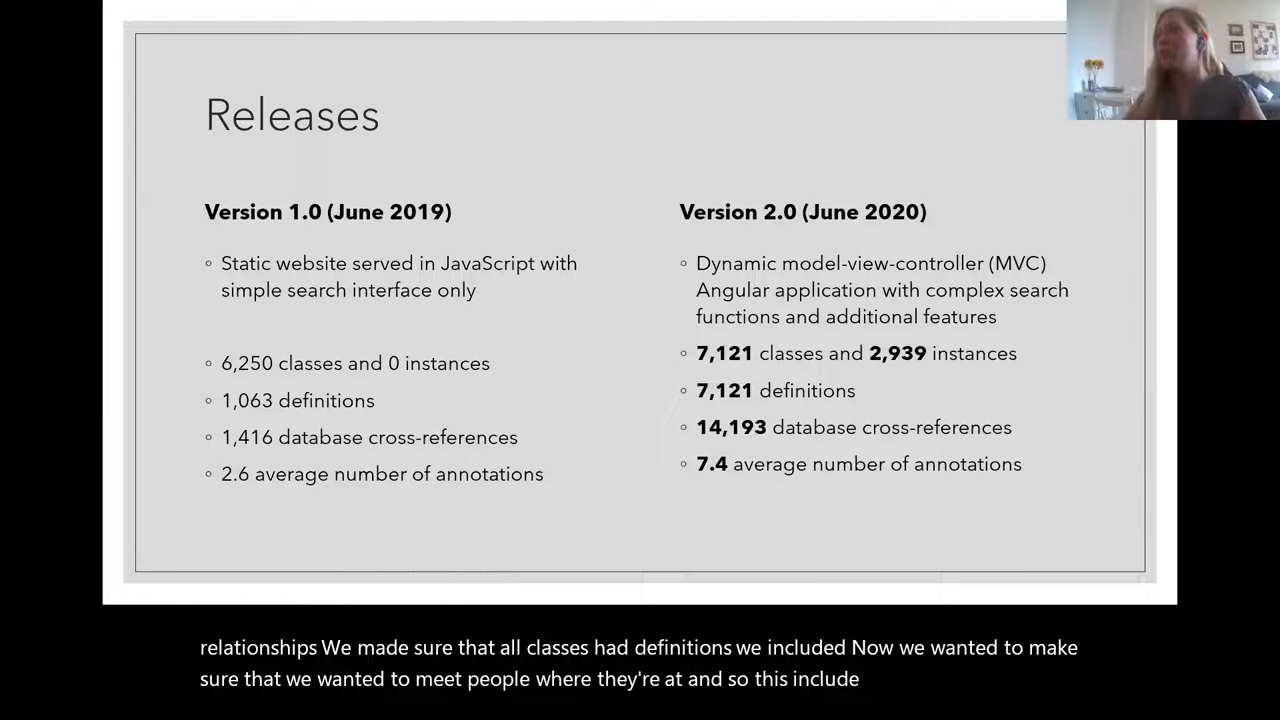 Releases
Version 1.0 (June 2019)
◦ Static website served in JavaScript with
simple search interface only
◦ 6,250 classes and 0 instances
◦ 1,063 definitions
◦ 1,416 database cross-references
◦ 2.6 average number of annotations
Version 2.0 (June 2020)
◦ Dynamic model-view-controller (MVC)
Angular application with complex search
functions and additional features
◦ 7,121 classes and 2,939 instances
◦ 7,121 definitions
◦ 14,193 database cross-references
◦ 7.4 average number of annotations
relationships We made sure that all classes had definitions we included Now we wanted to make
sure that we wanted to meet people where they're at and so this include